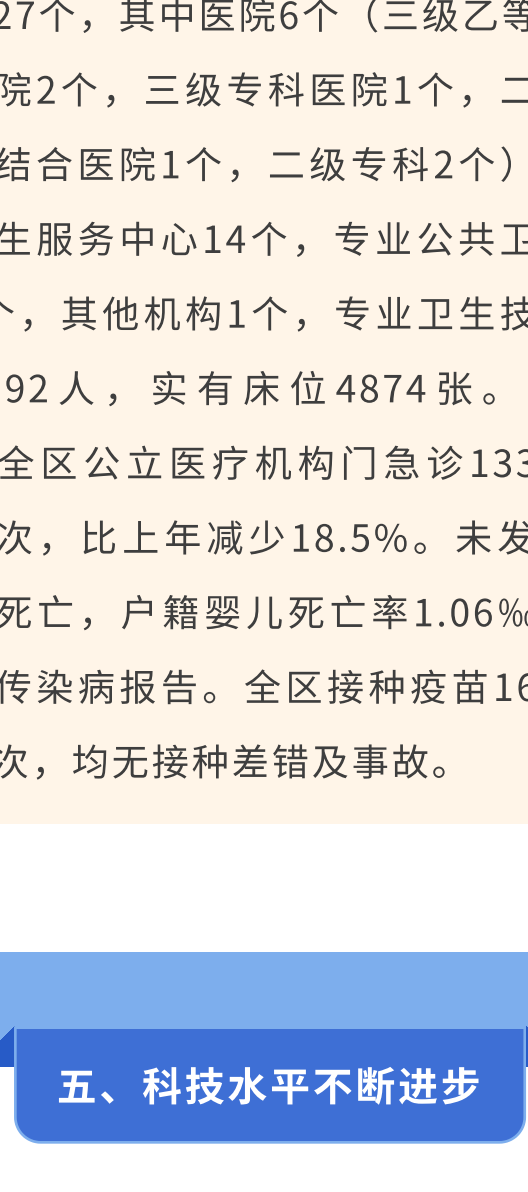 27个，其中医院6个（三级乙等
院2个，三级专科医院1个，二
结合医院1个，二级专科2个）
生服务中心14个，专业公共卫
个，其他机构1个，专业卫生技
92人，实有床位4874张。
全区公立医疗机构门急诊133
次，比上年减少18.5%。未发
死亡，户籍婴儿死亡率1.06‰
传染病报告。全区接种疫苗16
次，均无接种差错及事故。
五、科技水平不断进步